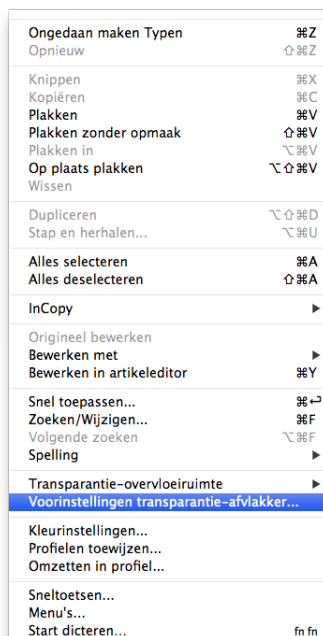 Ongedaan maken Typen ⌘Z
Opnieuw ⇧⌘Z
Knippen ⌘X
Kopiëren ⌘C
Plakken ⌘V
Plakken zonder opmaak ⇧⌘V
Plakken in ⌥⌘V
Op plaats plakken ⌥⇧⌘V
Wissen
Dupliceren ⌥⇧⌘D
Stap en herhalen... ⌥⌘U
Alles selecteren ⌘A
Alles deselecteren ⇧⌘A
InCopy ▶
Origineel bewerken
Bewerken met ▶
Bewerken in artikeleditor ⌘Y
Snel toepassen... ⌘↩
Zoeken/Wijzigen... ⌘F
Volgende zoeken ⌥⌘F
Spelling ▶
Transparantie-overvloeiruimte ▶
Voorinstellingen transparantie-afvlakker...
Kleurinstellingen...
Profielen toewijzen...
Omzetten in profiel...
Sneltoetsen...
Menu's...
Start dicteren... fn fn